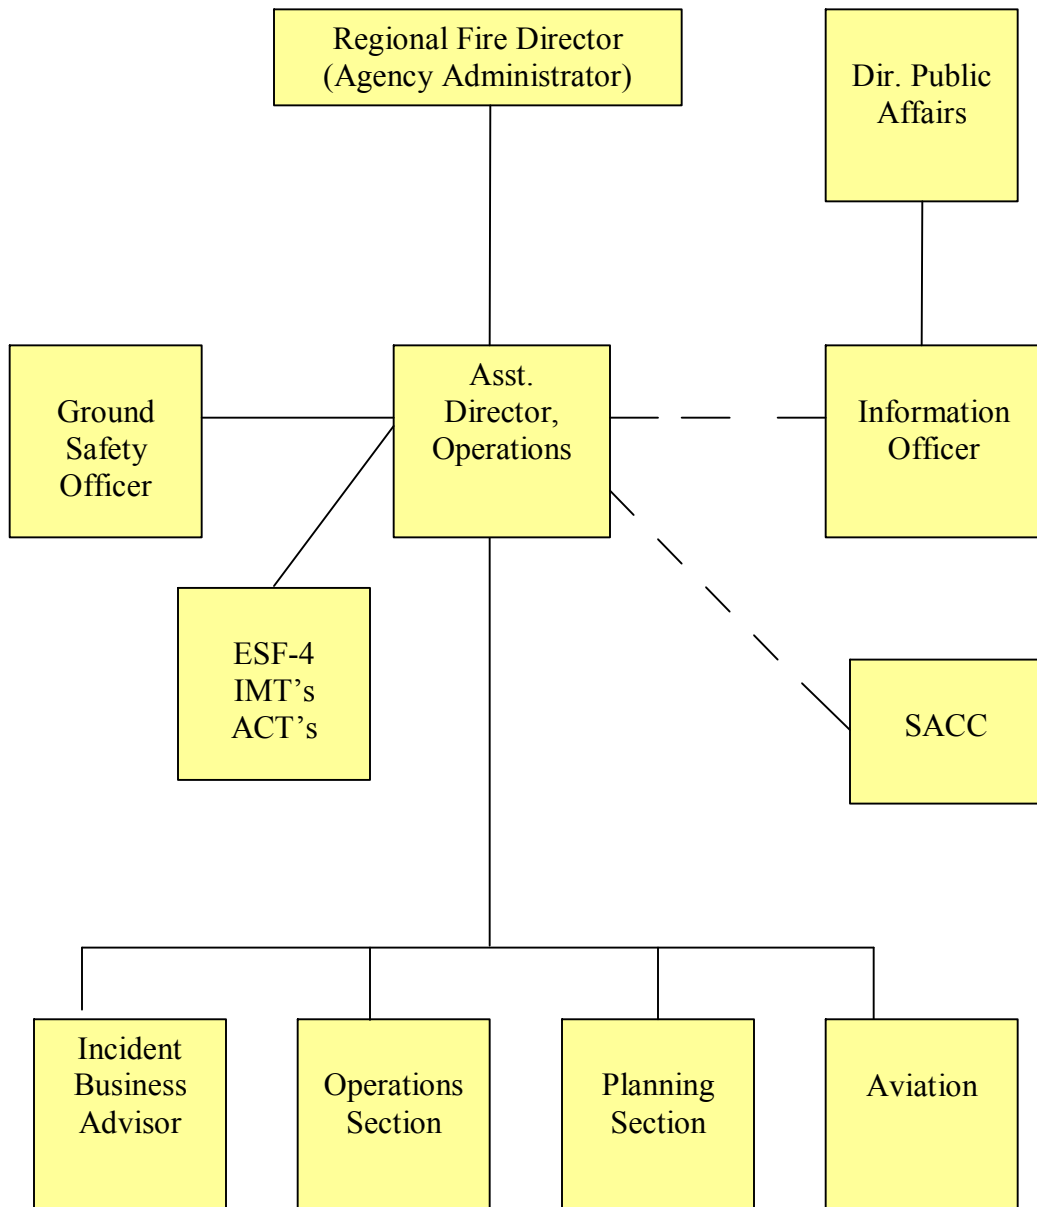 Regional Fire Director
(Agency Administrator)
Dir. Public
Affairs
Ground
Safety
Officer
Asst.
Director,
Operations
Information
Officer
ESF-4
IMT’s
ACT’s
SACC
Incident
Business
Advisor
Operations
Section
Planning
Section
Aviation